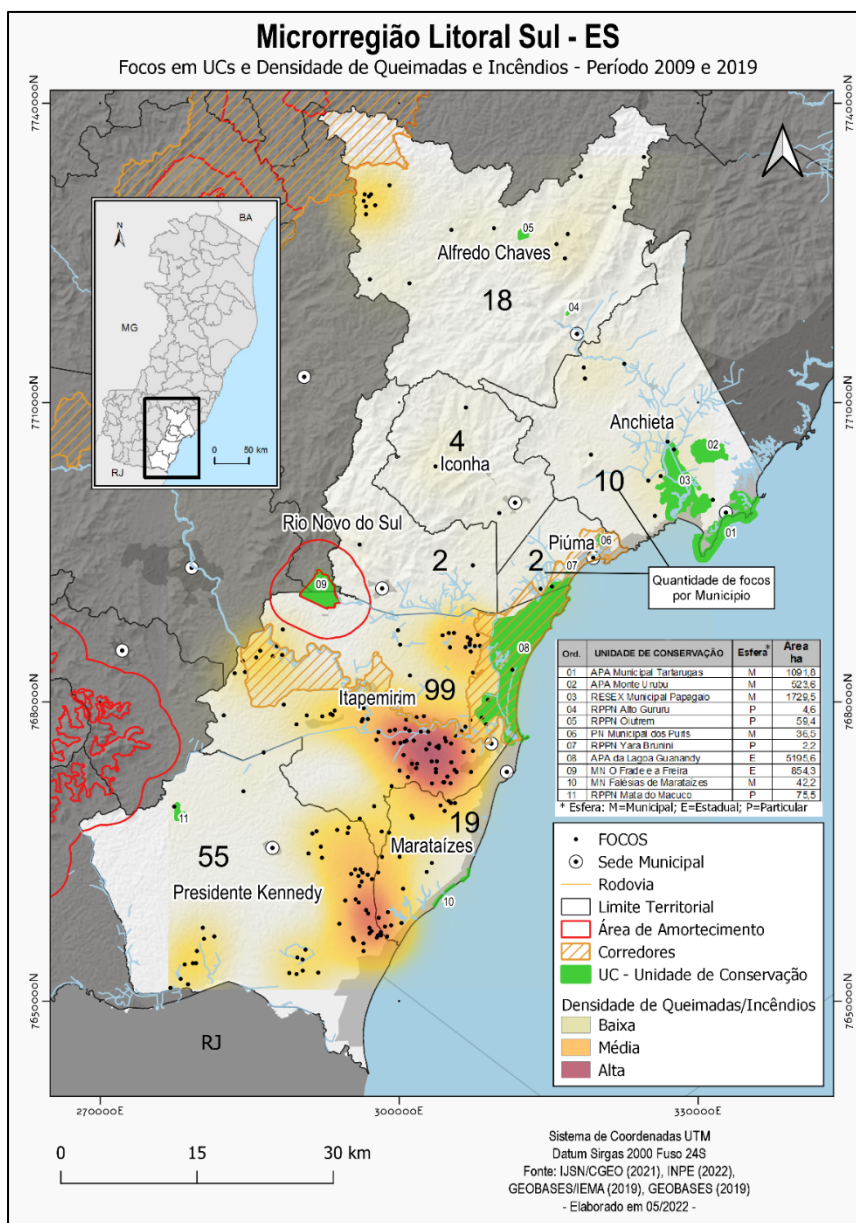 Microrregião Litoral Sul - ES
Focos em UCs e Densidade de Queimadas e Incêndios - Período 2009 e 2019
7740000N
7740000N
BA
N
MG
RJ
0 50 km
05
Alfredo Chaves
18
04
7710000N
7710000N
Anchieta
02
4
Iconha
03
10
Rio Novo do Sul
01
06
Piúma
2
2
07
Quantidade de focos
por Municipio
09
08
Ord. UNIDADE DE CONSERVAÇÃO Esfera* Área ha
01 APA Municipal Tartarugas M 1091,8
02 APA Monte Urubu M 523,6
03 RESEX Municipal Papagaio M 1729,5
04 RPPN Alto Gururu P 4,6
05 RPPN Oiutrem P 59,4
06 PN Municipal dos Puris M 36,5
07 RPPN Yara Brunini P 2,2
08 APA da Lagoa Guanandy E 5195,6
09 MN O Frade e a Freira E 854,3
10 MN Falésias de Marataízes M 42,2
11 RPPN Mata do Macuco P 75,5
* Esfera: M=Municipal; E=Estadual; P=Particular
99
7680000N
7680000N
Itapemirim
19
11
Marataízes
55
Presidente Kennedy
10
FOCOS
Sede Municipal
Rodovia
Limite Territorial
Área de Amortecimento
Corredores
UC - Unidade de Conservação
Densidade de Queimadas/Incêndios
Baixa
Média
Alta
7650000N
7650000N
RJ
270000E 300000E 330000E
0 15 30 km
Sistema de Coordenadas UTM
Datum Sirgas 2000 Fuso 24S
Fonte: IJSN/CGEO (2021), INPE (2022),
GEOBASES/IEMA (2019), GEOBASES (2019)
- Elaborado em 05/2022 -